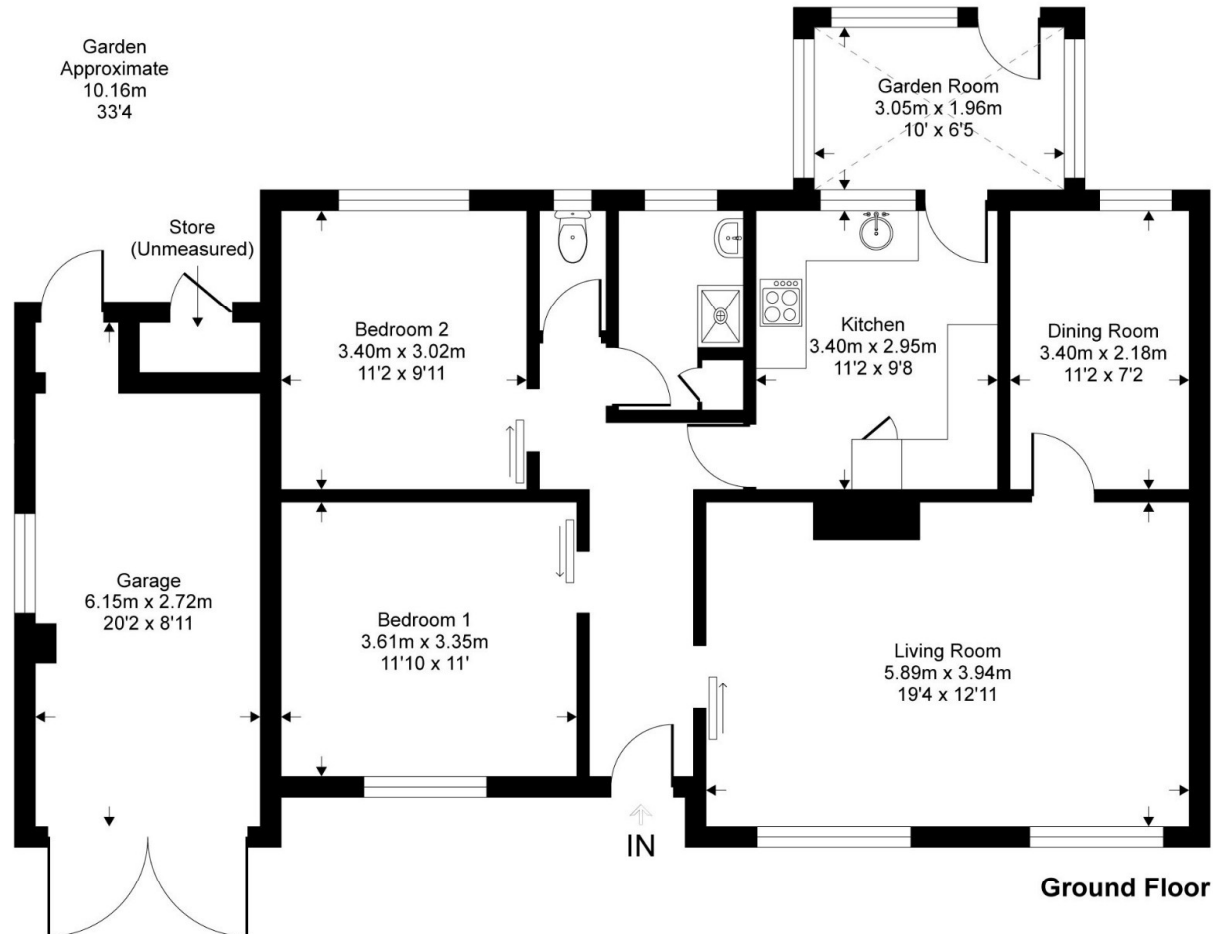 Garden
Approximate
10.16m
33'4
Garden Room
3.05m x 1.96m
10' x 6'5
Store
(Unmeasured)
Bedroom 2
3.40m x 3.02m
11'2 x 9'11
Kitchen
3.40m x 2.95m
11'2 x 9'8
Dining Room
3.40m x 2.18m
11'2 x 7'2
Garage
6.15m x 2.72m
20'2 x 8'11
Bedroom 1
3.61m x 3.35m
11'10 x 11'
Living Room
5.89m x 3.94m
19'4 x 12'11
IN
Ground Floor